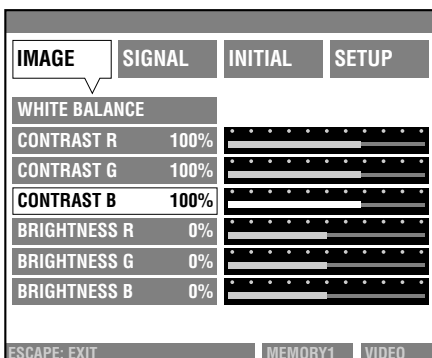 IMAGE SIGNAL INITIAL SETUP
WHITE BALANCE
CONTRAST R 100%
CONTRAST G 100%
CONTRAST B 100%
BRIGHTNESS R 0%
BRIGHTNESS G 0%
BRIGHTNESS B 0%
ESCAPE: EXIT MEMORY1 VIDEO